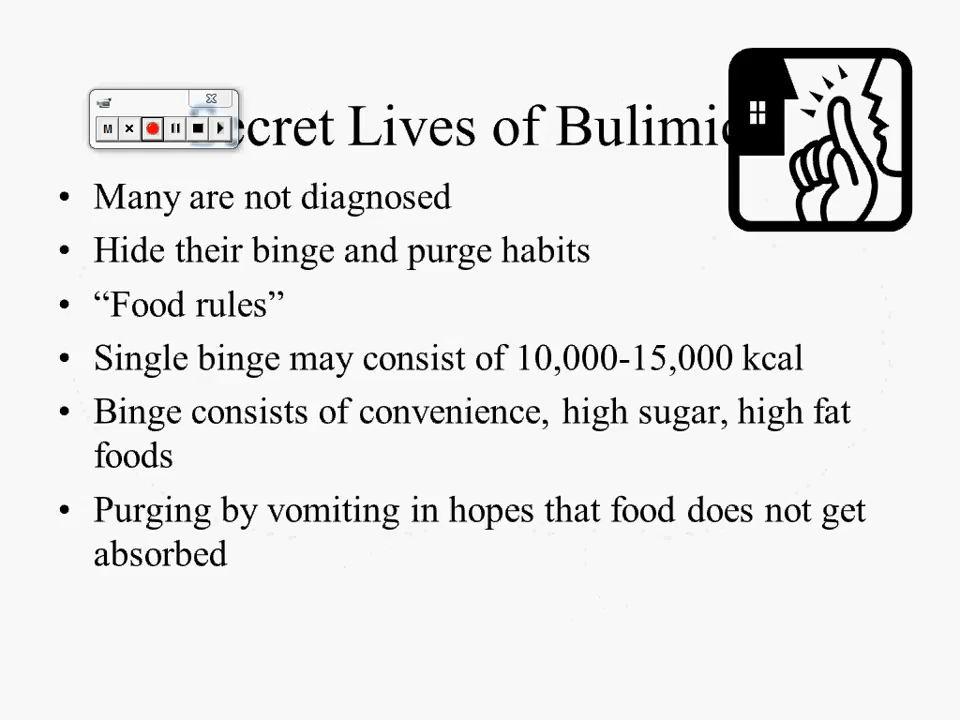 ecret Lives of Bulimi
• Many are not diagnosed
• Hide their binge and purge habits
• “Food rules”
• Single binge may consist of 10,000-15,000 kcal
• Binge consists of convenience, high sugar, high fat
foods
• Purging by vomiting in hopes that food does not get
absorbed
M